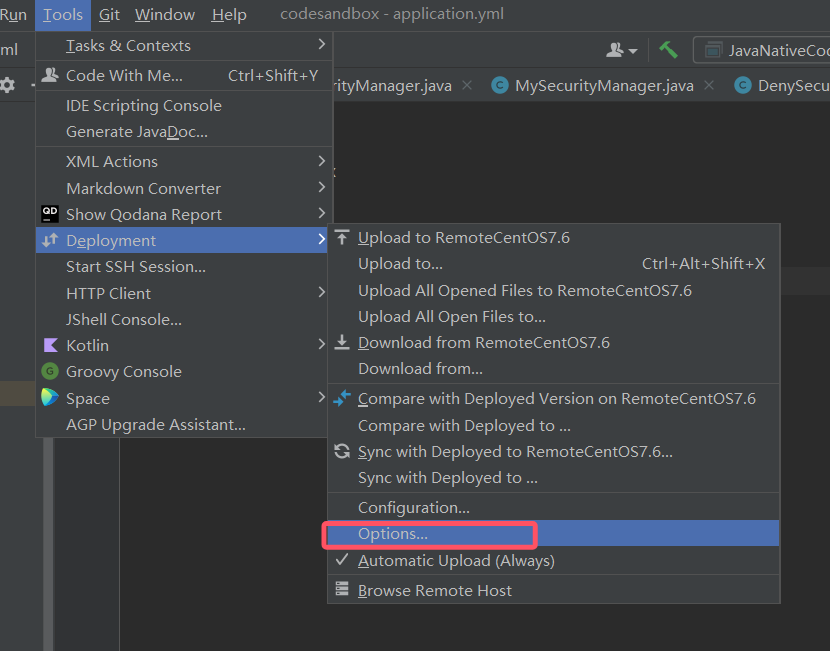 Run Tools Git Window Help codesandbox - application.yml
ml
JavaNativeCod
rityManager.java MySecurityManager.java DenySecu
Tasks & Contexts
Code With Me... Ctrl+Shift+Y
IDE Scripting Console
Generate JavaDoc...
XML Actions
Markdown Converter
QD Show Qodana Report
Deployment
Start SSH Session...
HTTP Client
JShell Console...
Kotlin
G Groovy Console
Space
AGP Upgrade Assistant...
Upload to RemoteCentOS7.6
Upload to... Ctrl+Alt+Shift+X
Upload All Opened Files to RemoteCentOS7.6
Upload All Open Files to...
Download from RemoteCentOS7.6
Download from...
Compare with Deployed Version on RemoteCentOS7.6
Compare with Deployed to ...
Sync with Deployed to RemoteCentOS7.6...
Sync with Deployed to ...
Configuration...
Options...
Automatic Upload (Always)
Browse Remote Host